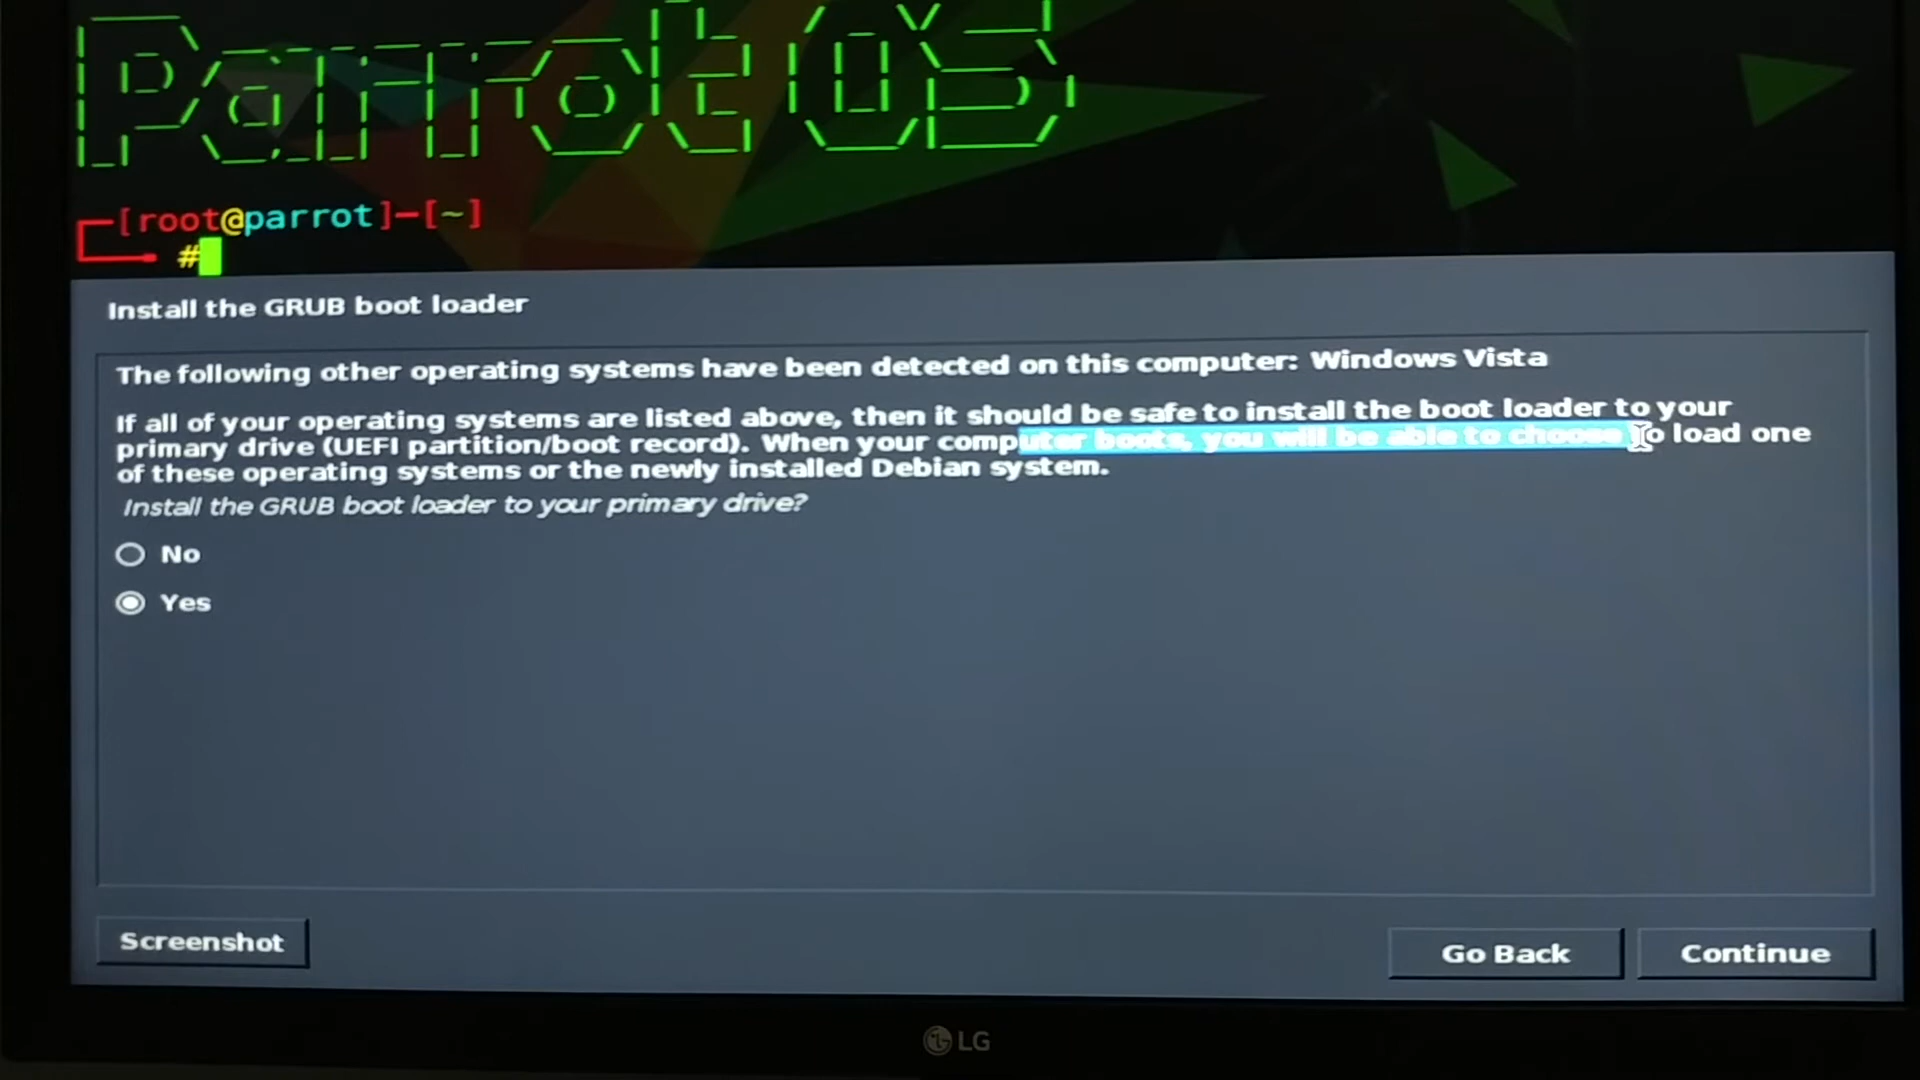 Parrot OS
[root@parrot]-[~]
#
Install the GRUB boot loader
The following other operating systems have been detected on this computer: Windows Vista
If all of your operating systems are listed above, then it should be safe to install the boot loader to your
primary drive (UEFI partition/boot record). When your computer boots, you will be able to choose to load one
of these operating systems or the newly installed Debian system.
Install the GRUB boot loader to your primary drive?
No
Yes
Screenshot
Go Back
Continue
LG